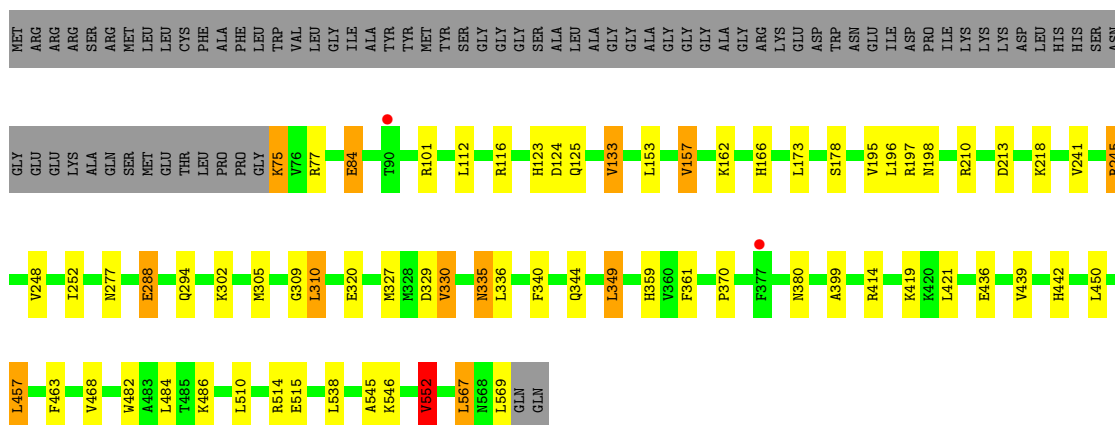 MET ARG ARG ARG SER ARG MET LEU LEU CYS PHE ALA PHE LEU TRP VAL LEU GLY ILE ALA TYR TYR MET TYR SER GLY GLY GLY SER ALA LEU ALA GLY GLY ALA GLY GLY GLY ALA GLY ARG LYS GLU ASP TRP ASN GLU ILE ASP PRO ILE LYS LYS LYS ASP LEU HIS HIS SER ASN
GLY GLU GLU LYS ALA GLN SER MET GLU THR LEU PRO PRO GLY K75 V76 R77 E84 T90 R101 L112 R116 H123 D124 Q125 V133 L153 V157 K162 H166 L173 S178 V195 L196 R197 N198 R210 D213 K218 V241 R245
V248 I252 N277 E288 Q294 K302 M305 G309 L310 E320 M327 M328 D329 V330 N335 L336 F340 Q344 L349 H359 V360 F361 P370 F377 N380 A399 R414 K419 K420 L421 E436 V439 H442 L450
L457 F463 V468 W482 A483 L484 T485 K486 L510 R514 E515 L538 A545 K546 V552 L567 N568 L569 GLN GLN